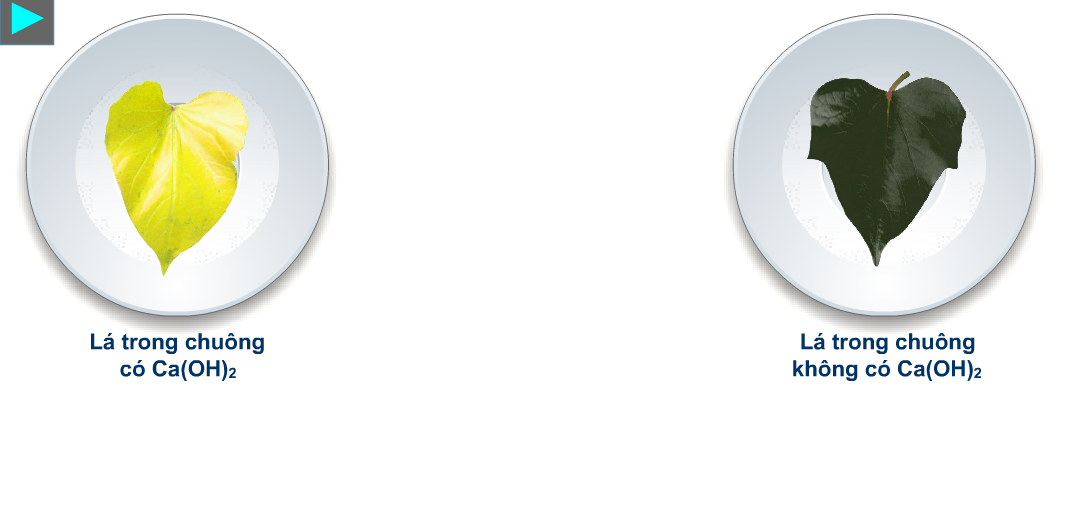 Lá trong chuông
có Ca(OH)₂
Lá trong chuông
không có Ca(OH)₂